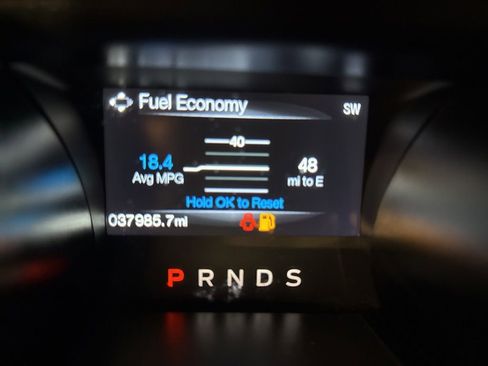 Fuel Economy SW
40
18.4 48
Avg MPG mi to E
Hold OK to Reset
037985.7mi
P R N D S